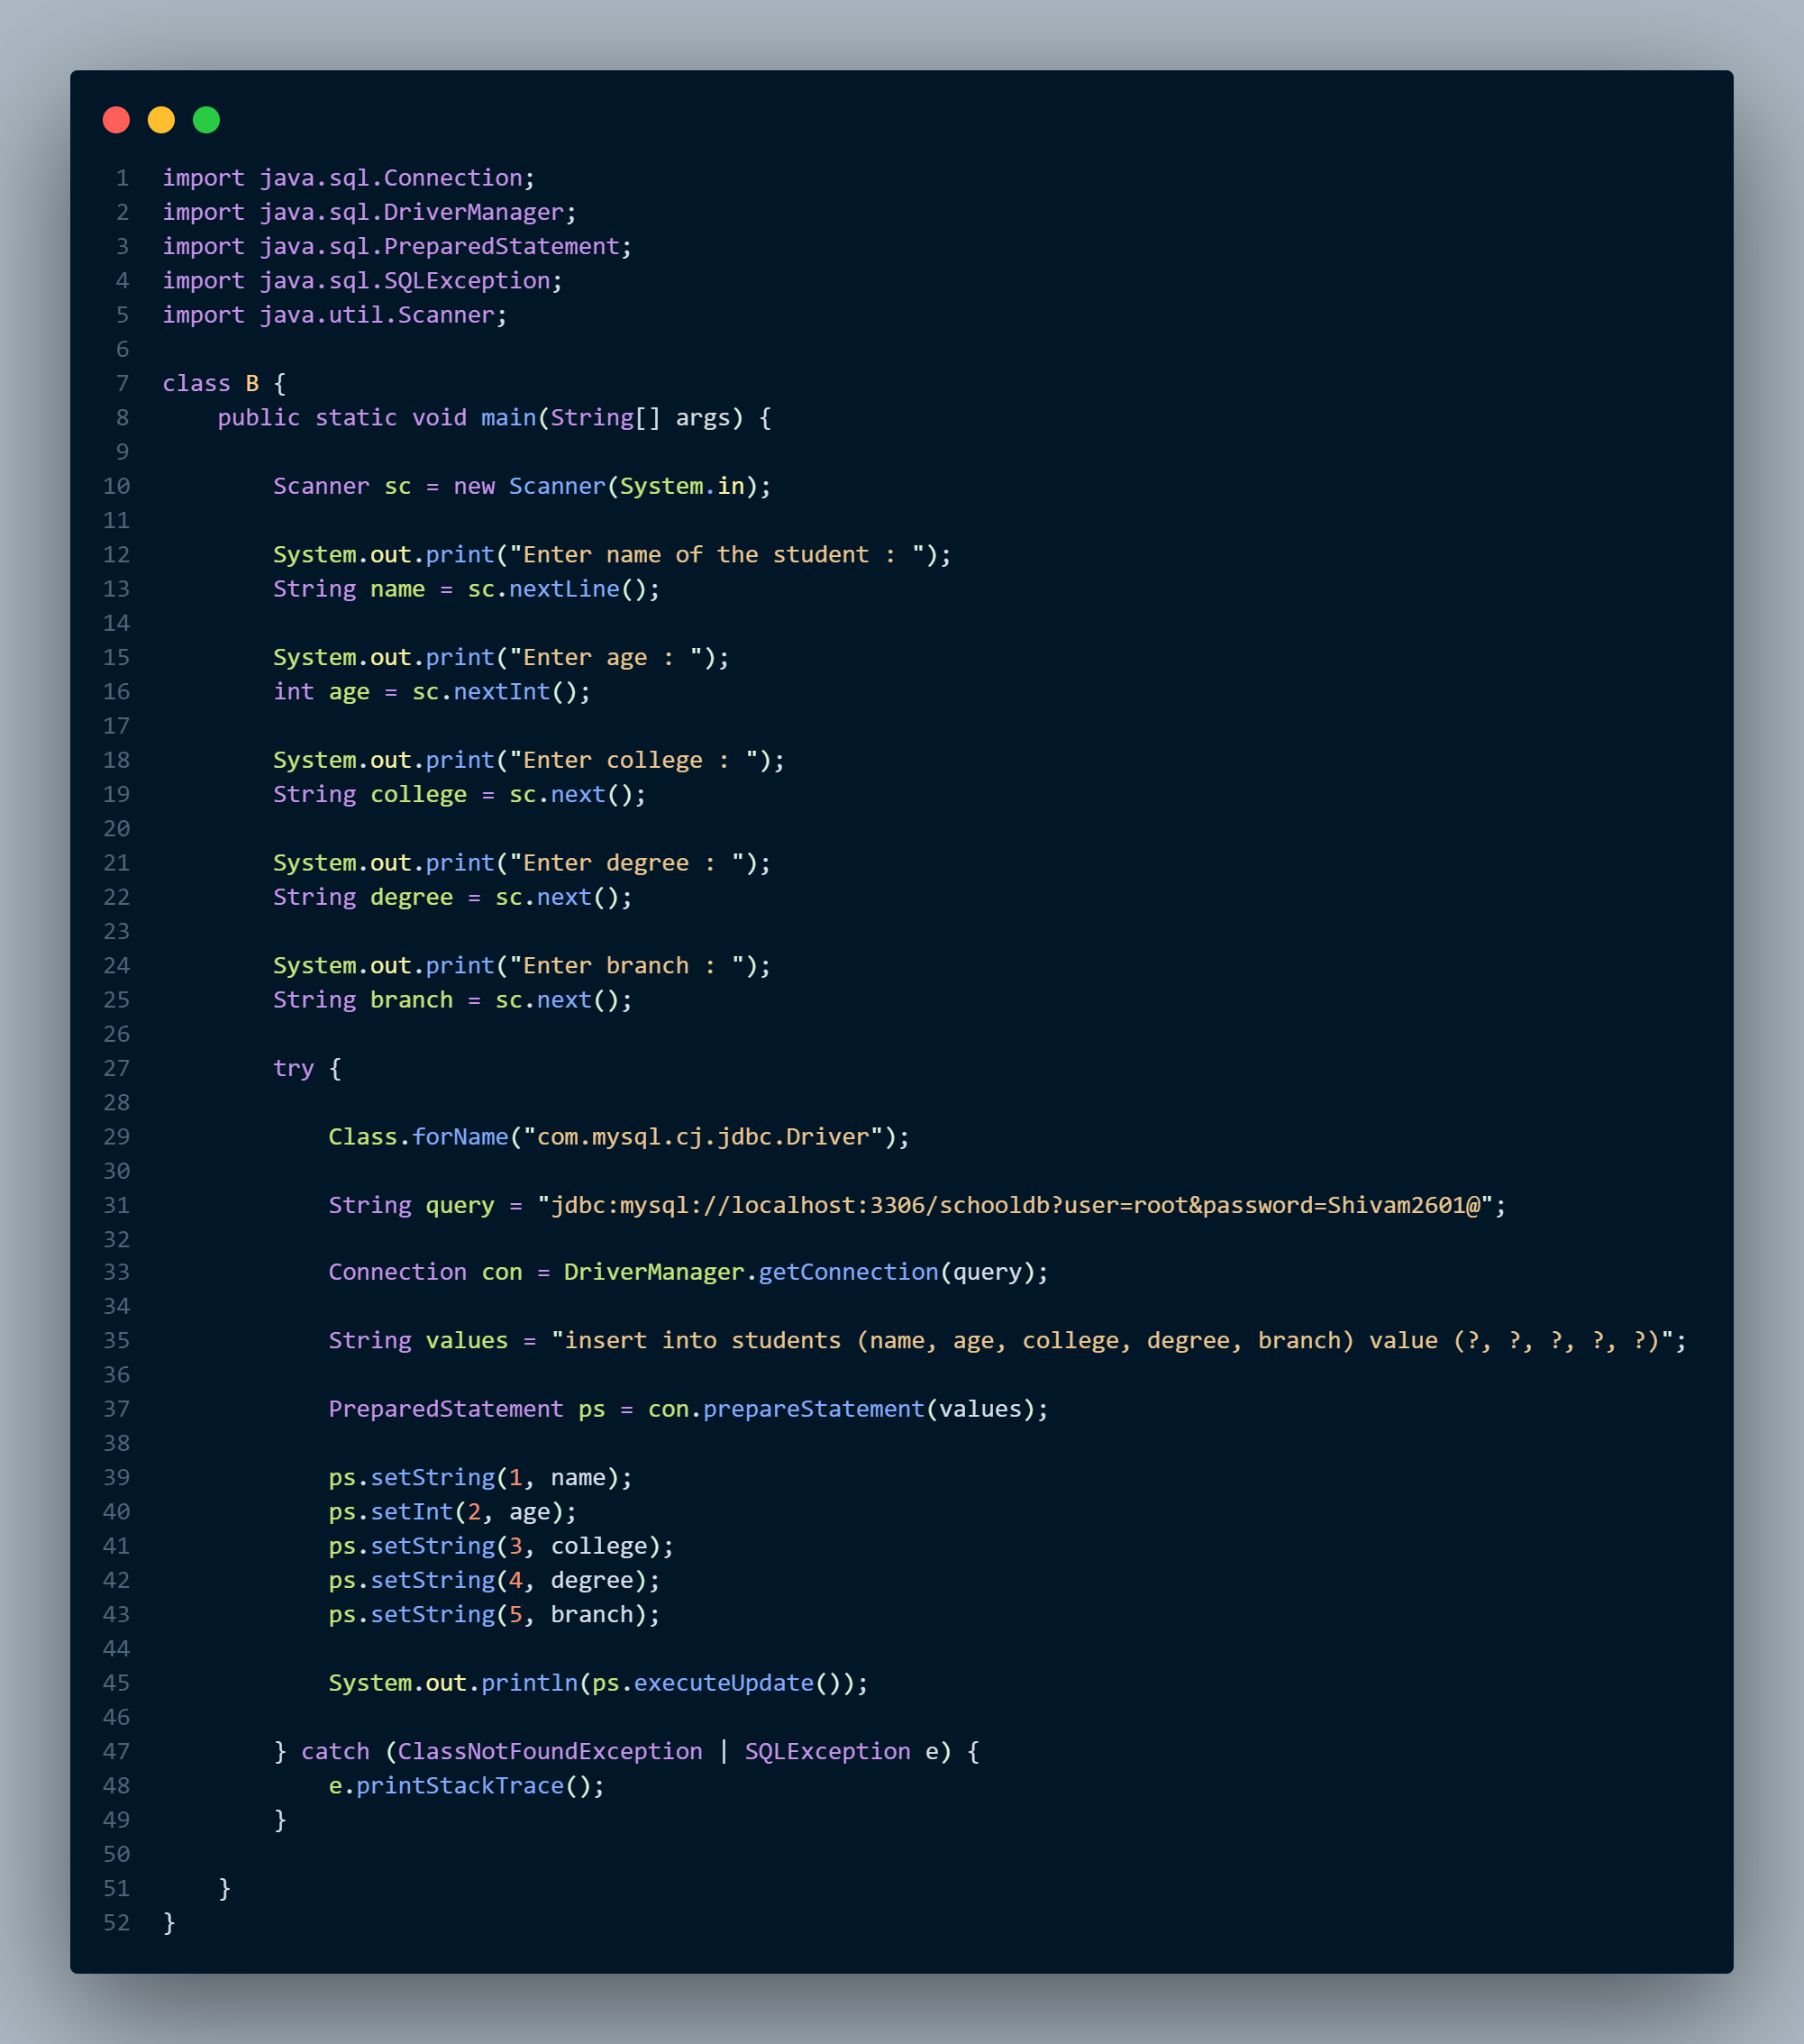 1 import java.sql.Connection;
2 import java.sql.DriverManager;
3 import java.sql.PreparedStatement;
4 import java.sql.SQLException;
5 import java.util.Scanner;
6
7 class B {
8     public static void main(String[] args) {
9
10         Scanner sc = new Scanner(System.in);
11
12         System.out.print("Enter name of the student : ");
13         String name = sc.nextLine();
14
15         System.out.print("Enter age : ");
16         int age = sc.nextInt();
17
18         System.out.print("Enter college : ");
19         String college = sc.next();
20
21         System.out.print("Enter degree : ");
22         String degree = sc.next();
23
24         System.out.print("Enter branch : ");
25         String branch = sc.next();
26
27         try {
28
29             Class.forName("com.mysql.cj.jdbc.Driver");
30
31             String query = "jdbc:mysql://localhost:3306/schooldb?user=root&password=Shivam2601@";
32
33             Connection con = DriverManager.getConnection(query);
34
35             String values = "insert into students (name, age, college, degree, branch) value (?, ?, ?, ?, ?)";
36
37             PreparedStatement ps = con.prepareStatement(values);
38
39             ps.setString(1, name);
40             ps.setInt(2, age);
41             ps.setString(3, college);
42             ps.setString(4, degree);
43             ps.setString(5, branch);
44
45             System.out.println(ps.executeUpdate());
46
47         } catch (ClassNotFoundException | SQLException e) {
48             e.printStackTrace();
49         }
50
51     }
52 }